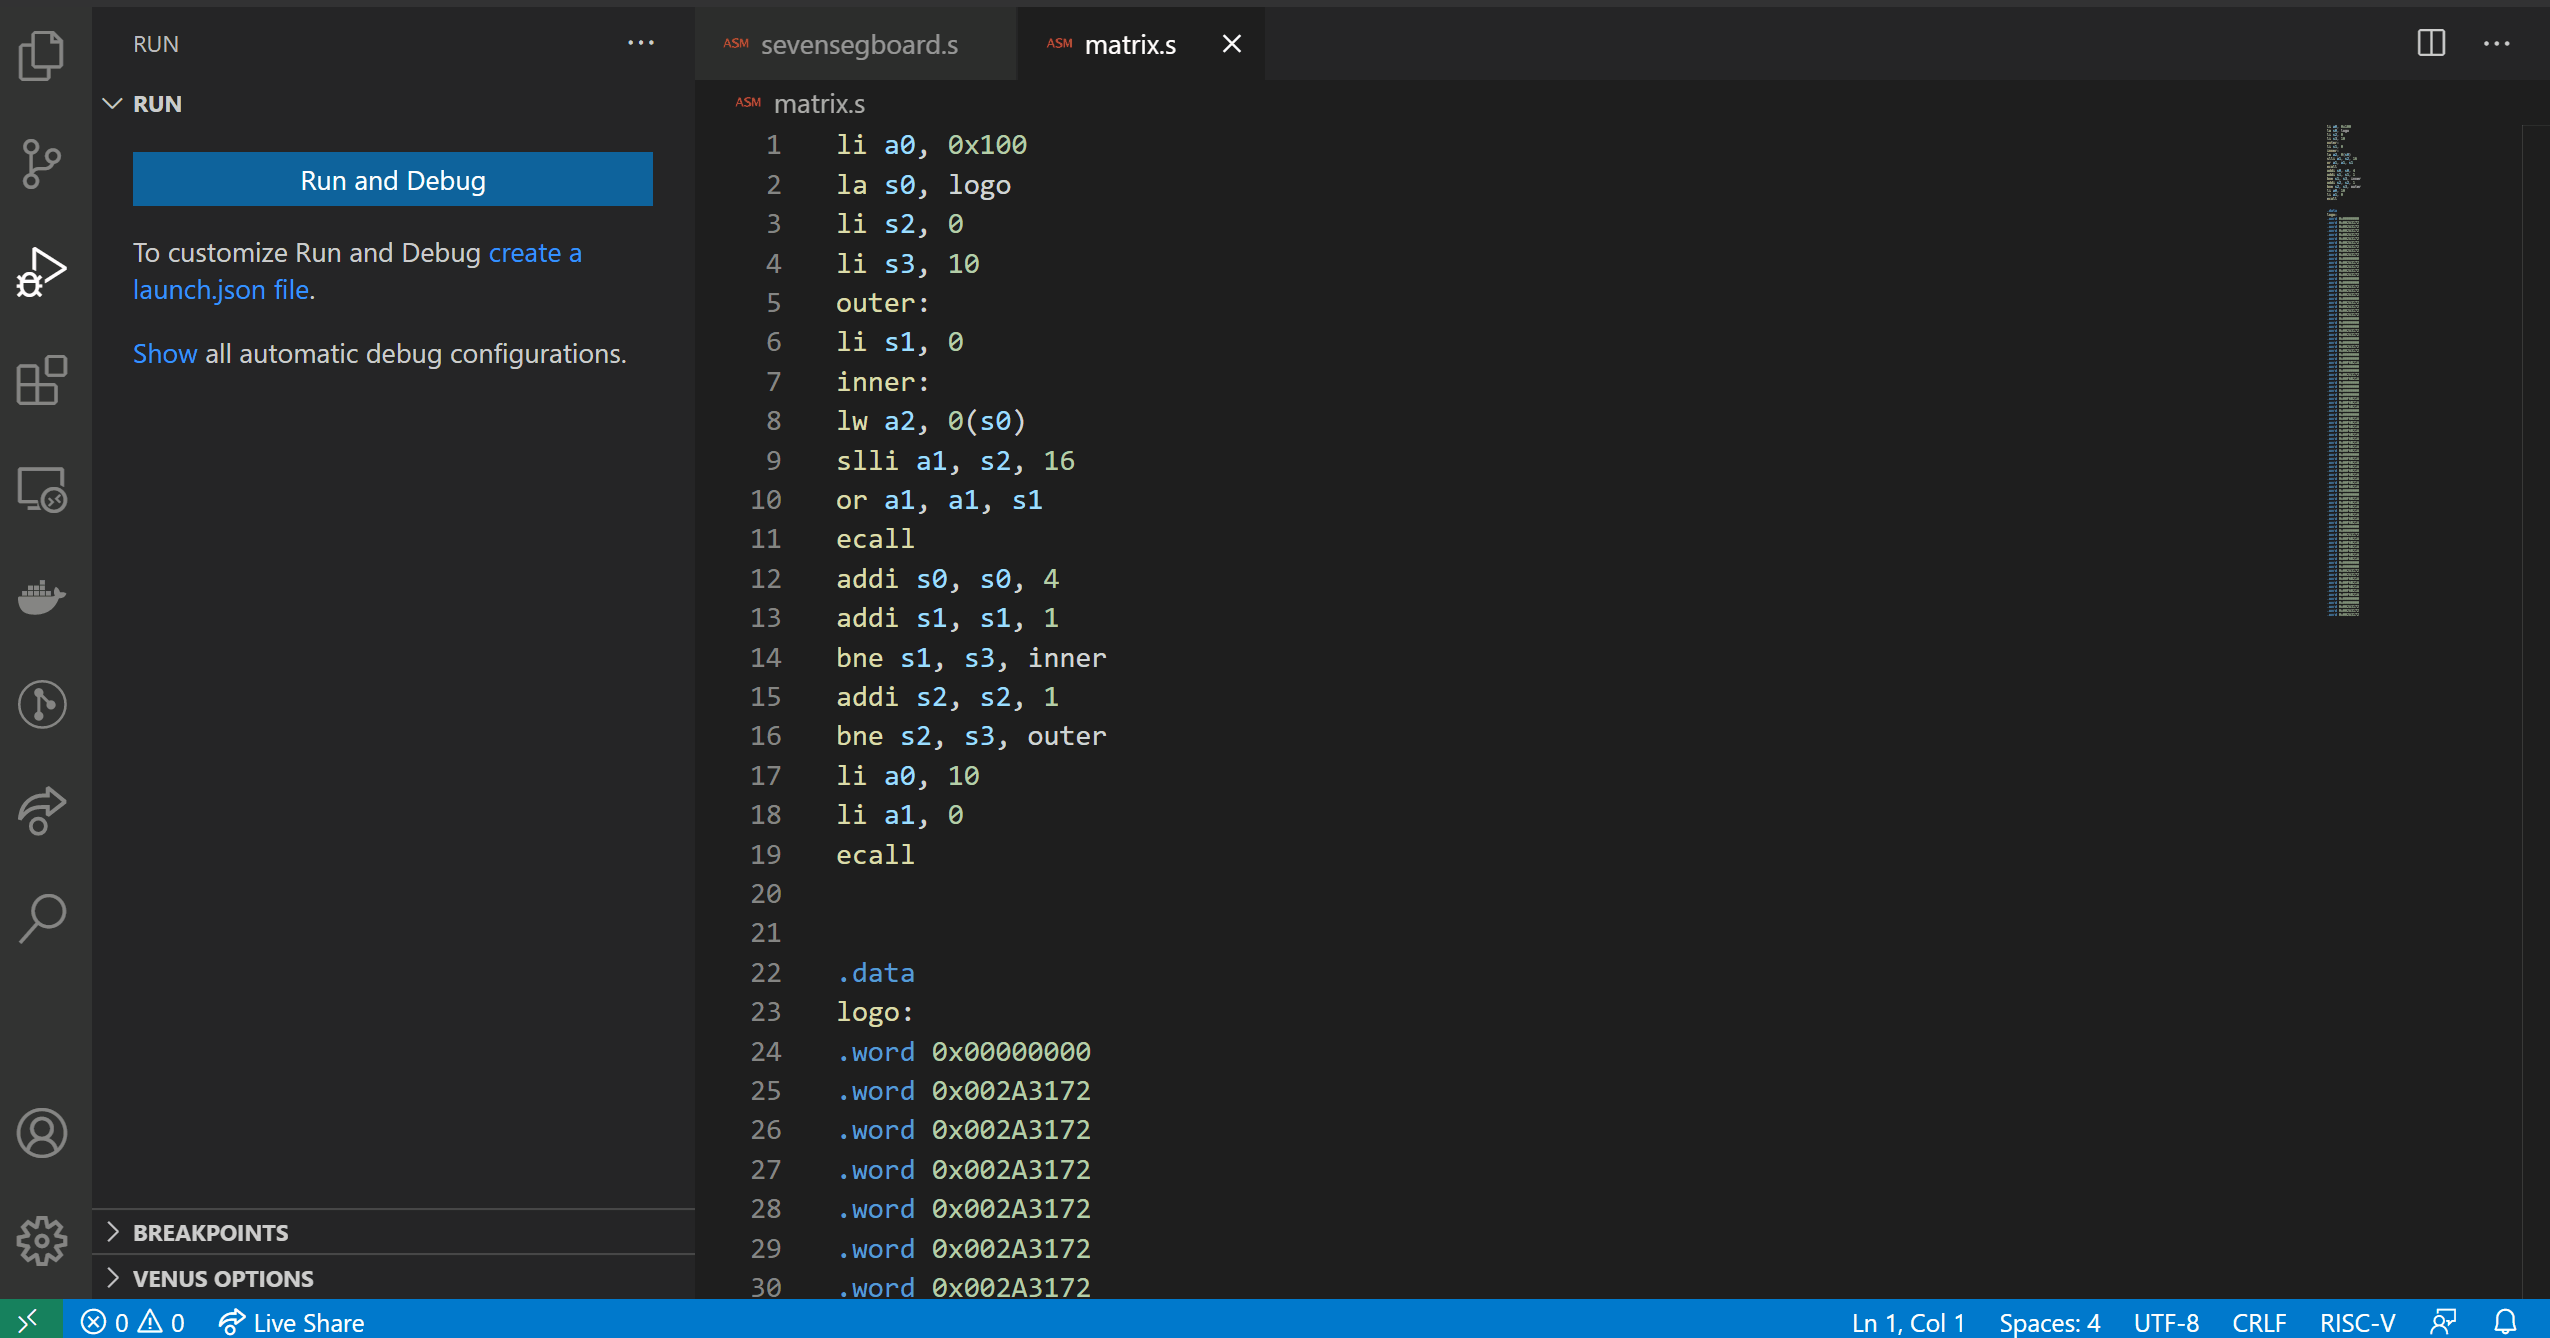 RUN
RUN
Run and Debug
To customize Run and Debug create a
launch.json file.
Show all automatic debug configurations.
BREAKPOINTS
VENUS OPTIONS
ASM sevensegboard.s
ASM matrix.s
ASM matrix.s
1 li a0, 0x100
2 la s0, logo
3 li s2, 0
4 li s3, 10
5 outer:
6 li s1, 0
7 inner:
8 lw a2, 0(s0)
9 slli a1, s2, 16
10 or a1, a1, s1
11 ecall
12 addi s0, s0, 4
13 addi s1, s1, 1
14 bne s1, s3, inner
15 addi s2, s2, 1
16 bne s2, s3, outer
17 li a0, 10
18 li a1, 0
19 ecall
20
21
22 .data
23 logo:
24 .word 0x00000000
25 .word 0x002A3172
26 .word 0x002A3172
27 .word 0x002A3172
28 .word 0x002A3172
29 .word 0x002A3172
30 .word 0x002A3172
0 0 Live Share
Ln 1, Col 1 Spaces: 4 UTF-8 CRLF RISC-V